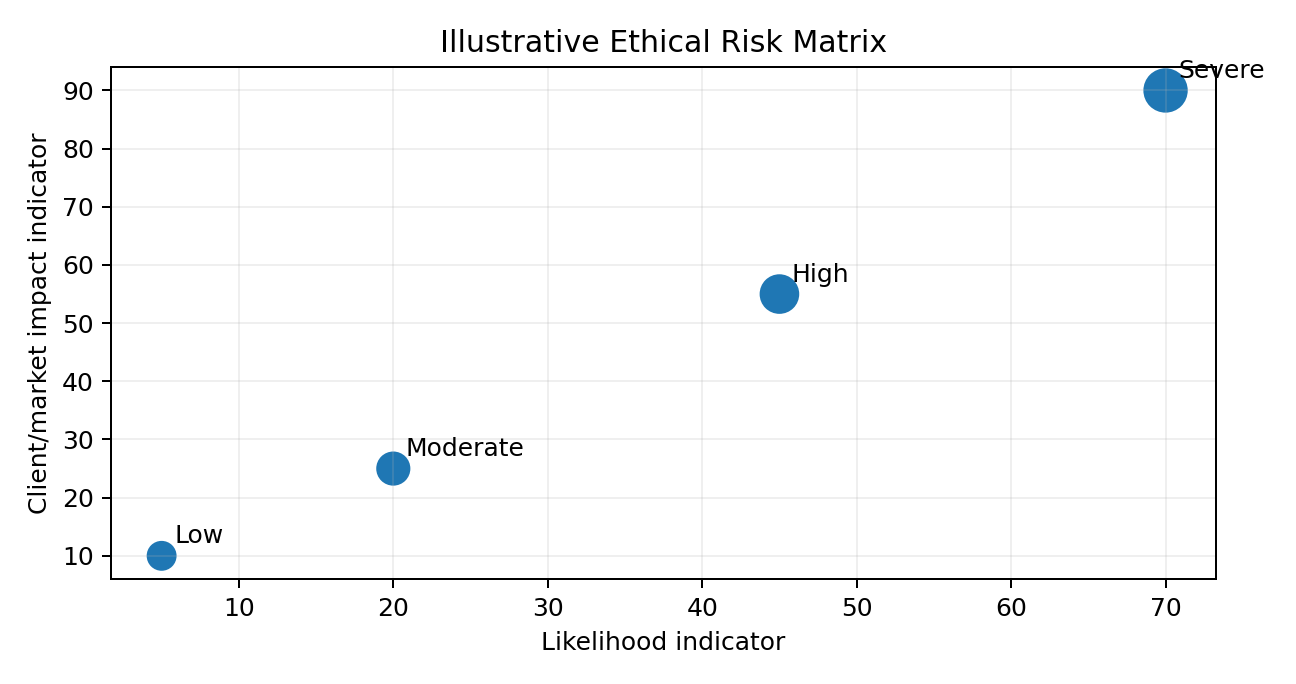 Illustrative Ethical Risk Matrix
Severe
90
80
70
60
High
50
40
30
Moderate
20
Low
10
Client/market impact indicator
10 20 30 40 50 60 70
Likelihood indicator